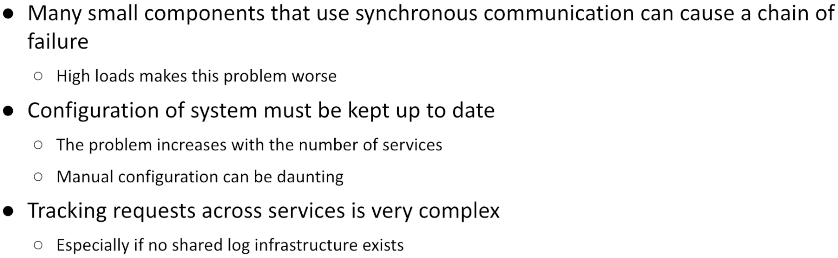 ● Many small components that use synchronous communication can cause a chain of
failure
○ High loads makes this problem worse
● Configuration of system must be kept up to date
○ The problem increases with the number of services
○ Manual configuration can be daunting
● Tracking requests across services is very complex
○ Especially if no shared log infrastructure exists